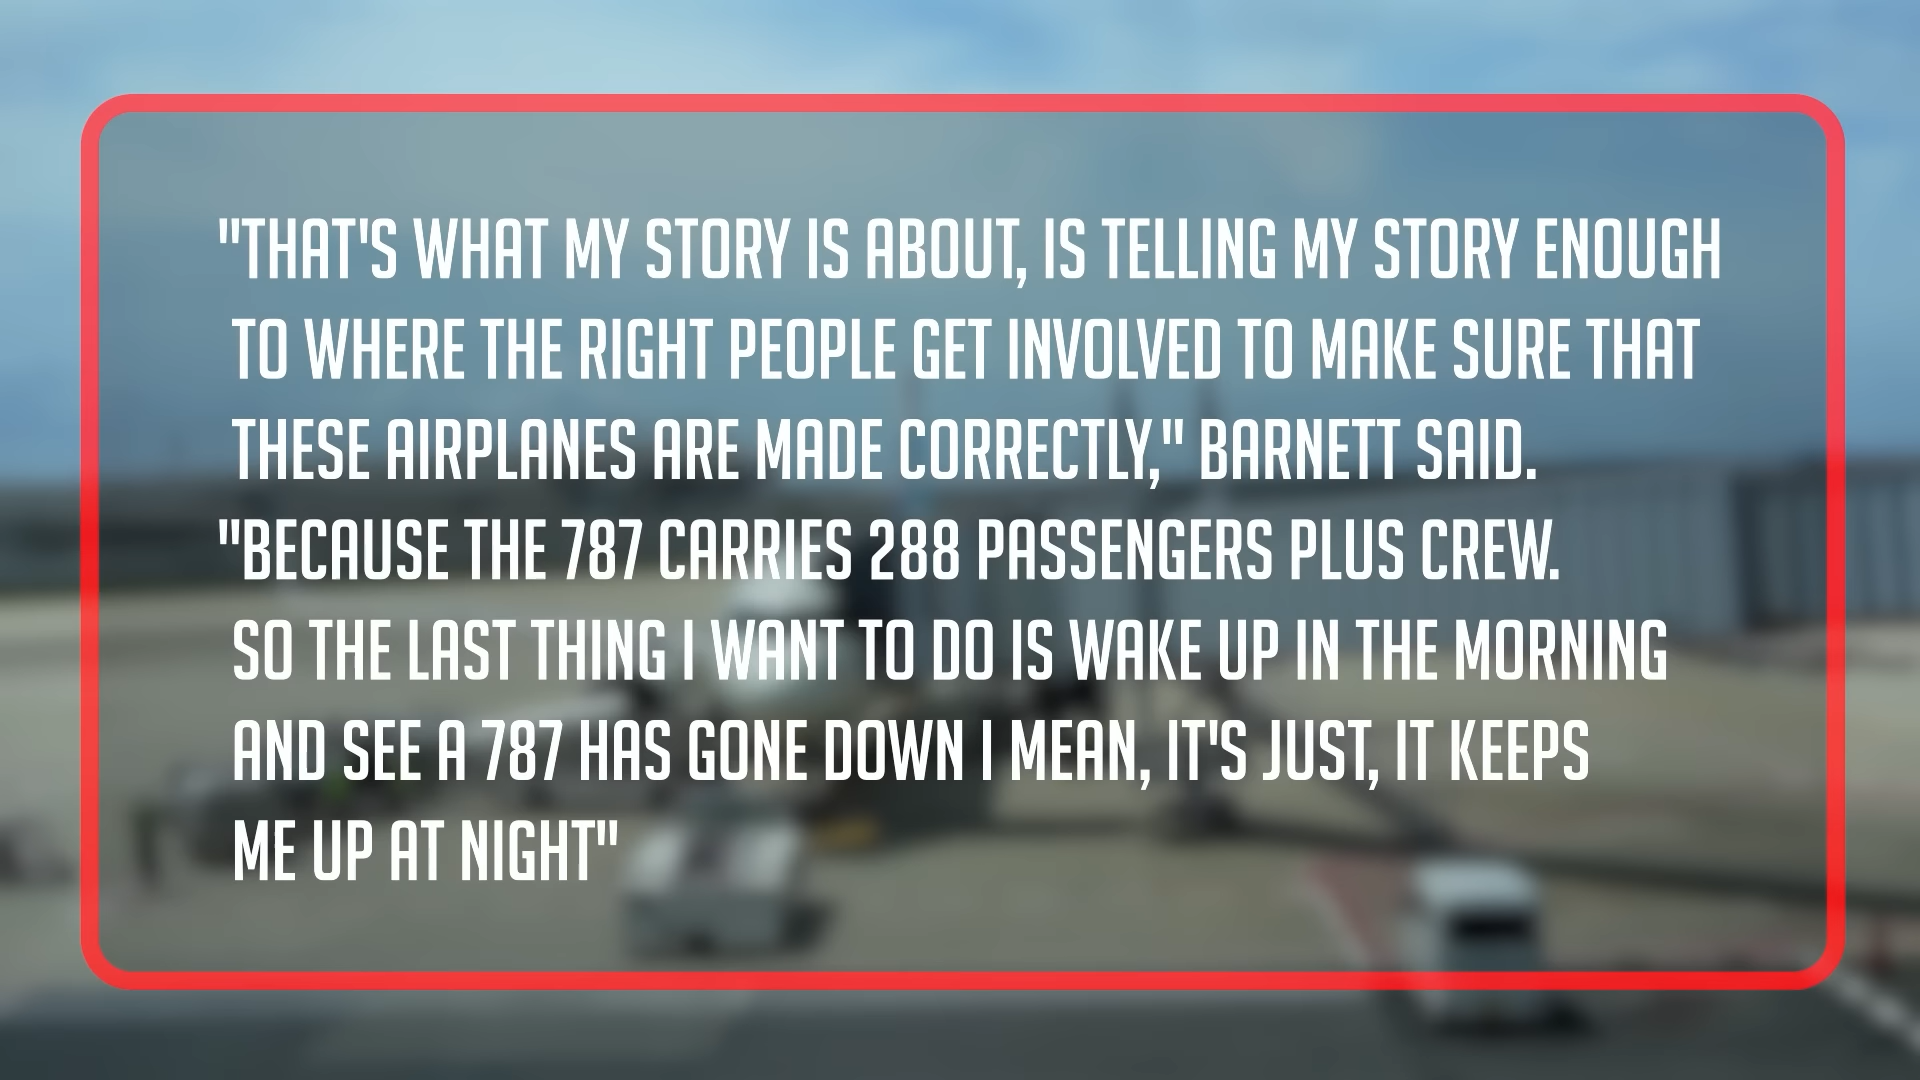 "THAT'S WHAT MY STORY IS ABOUT, IS TELLING MY STORY ENOUGH
TO WHERE THE RIGHT PEOPLE GET INVOLVED TO MAKE SURE THAT
THESE AIRPLANES ARE MADE CORRECTLY," BARNETT SAID.
"BECAUSE THE 787 CARRIES 288 PASSENGERS PLUS CREW.
SO THE LAST THING I WANT TO DO IS WAKE UP IN THE MORNING
AND SEE A 787 HAS GONE DOWN I MEAN, IT'S JUST, IT KEEPS
ME UP AT NIGHT"